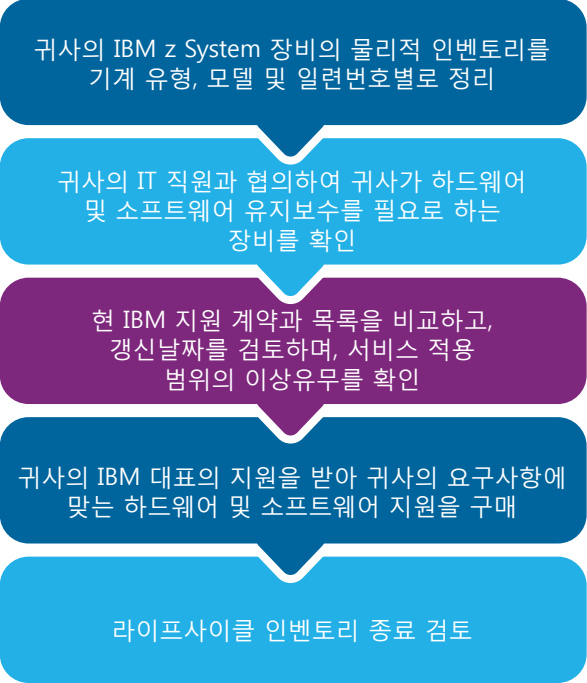 귀사의 IBM z System 장비의 물리적 인벤토리를
기계 유형, 모델 및 일련번호별로 정리
귀사의 IT 직원과 협의하여 귀사가 하드웨어
및 소프트웨어 유지보수를 필요로 하는
장비를 확인
현 IBM 지원 계약과 목록을 비교하고,
갱신날짜를 검토하며, 서비스 적용
범위의 이상유무를 확인
귀사의 IBM 대표의 지원을 받아 귀사의 요구사항에
맞는 하드웨어 및 소프트웨어 지원을 구매
라이프사이클 인벤토리 종료 검토